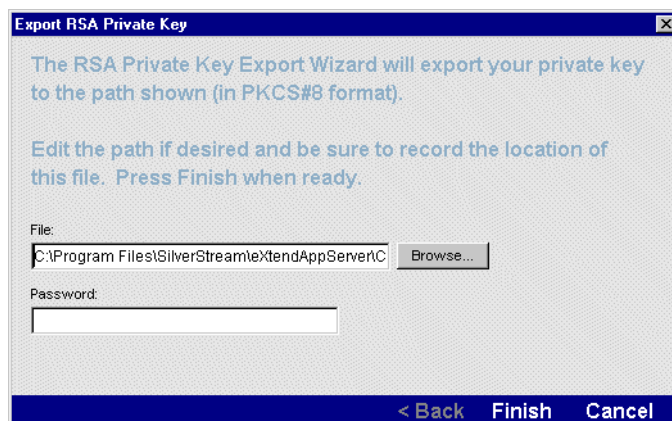 Export RSA Private Key
The RSA Private Key Export Wizard will export your private key
to the path shown (in PKCS#8 format).
Edit the path if desired and be sure to record the location of
this file. Press Finish when ready.
File:
C:\Program Files\SilverStream\eXtendAppServer\C
Browse...
Password:
< Back Finish Cancel